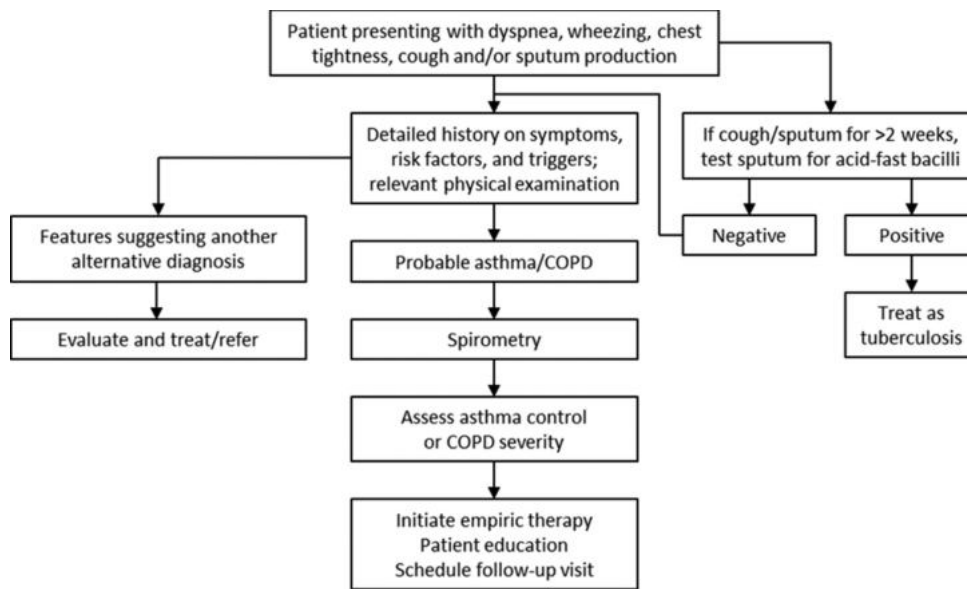 Patient presenting with dyspnea, wheezing, chest
tightness, cough and/or sputum production
Detailed history on symptoms,
risk factors, and triggers;
relevant physical examination
If cough/sputum for >2 weeks,
test sputum for acid-fast bacilli
Features suggesting another
alternative diagnosis
Probable asthma/COPD
Negative
Positive
Evaluate and treat/refer
Spirometry
Treat as
tuberculosis
Assess asthma control
or COPD severity
Initiate empiric therapy
Patient education
Schedule follow-up visit